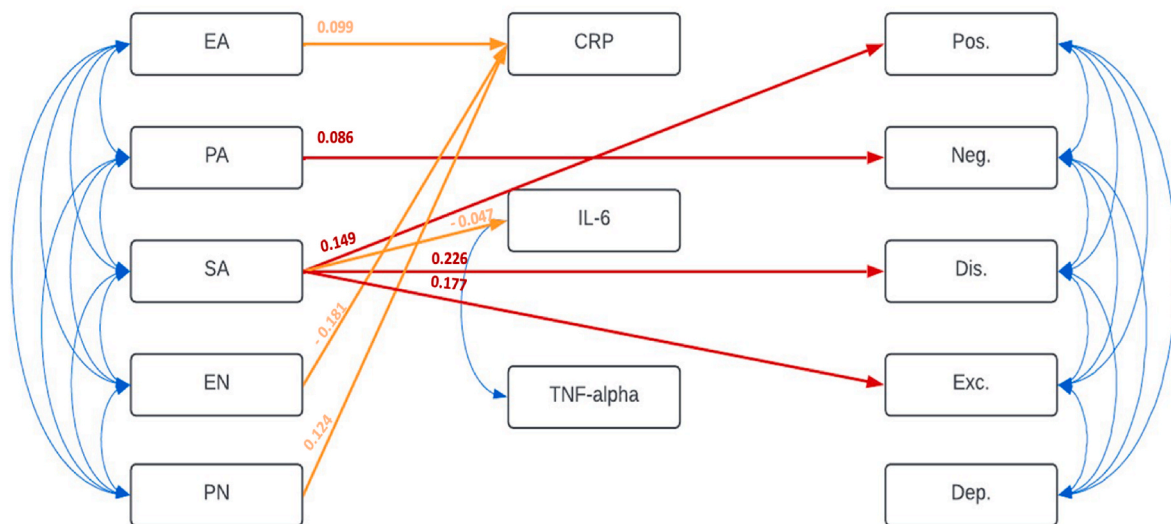 EA
0.099
CRP
Pos.
PA
0.086
Neg.
SA
0.149
- 0.047
IL-6
0.226
0.177
Dis.
EN
- 0.181
TNF-alpha
Exc.
PN
0.124
Dep.